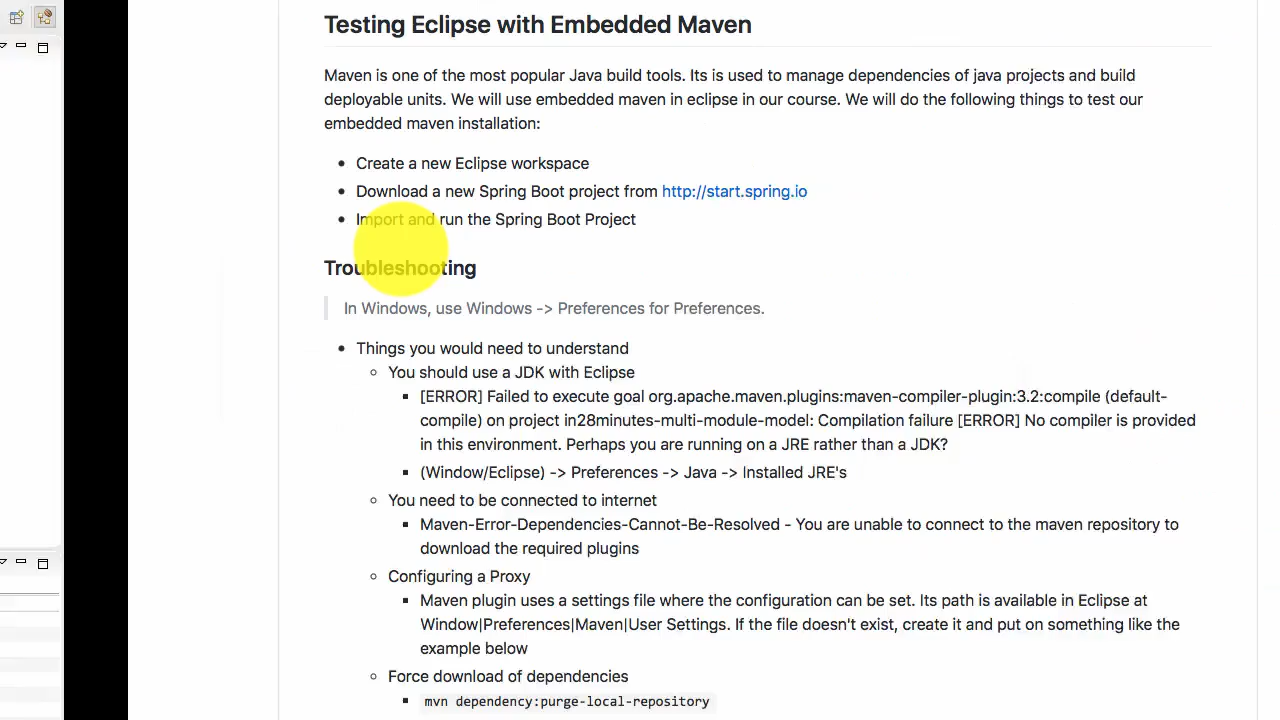 Testing Eclipse with Embedded Maven
Maven is one of the most popular Java build tools. Its is used to manage dependencies of java projects and build
deployable units. We will use embedded maven in eclipse in our course. We will do the following things to test our
embedded maven installation:
• Create a new Eclipse workspace
• Download a new Spring Boot project from http://start.spring.io
• Import and run the Spring Boot Project
Troubleshooting
In Windows, use Windows -> Preferences for Preferences.
• Things you would need to understand
◦ You should use a JDK with Eclipse
▪ [ERROR] Failed to execute goal org.apache.maven.plugins:maven-compiler-plugin:3.2:compile (default-
compile) on project in28minutes-multi-module-model: Compilation failure [ERROR] No compiler is provided
in this environment. Perhaps you are running on a JRE rather than a JDK?
▪ (Window/Eclipse) -> Preferences -> Java -> Installed JRE's
◦ You need to be connected to internet
▪ Maven-Error-Dependencies-Cannot-Be-Resolved - You are unable to connect to the maven repository to
download the required plugins
◦ Configuring a Proxy
▪ Maven plugin uses a settings file where the configuration can be set. Its path is available in Eclipse at
Window|Preferences|Maven|User Settings. If the file doesn't exist, create it and put on something like the
example below
◦ Force download of dependencies
▪ mvn dependency:purge-local-repository